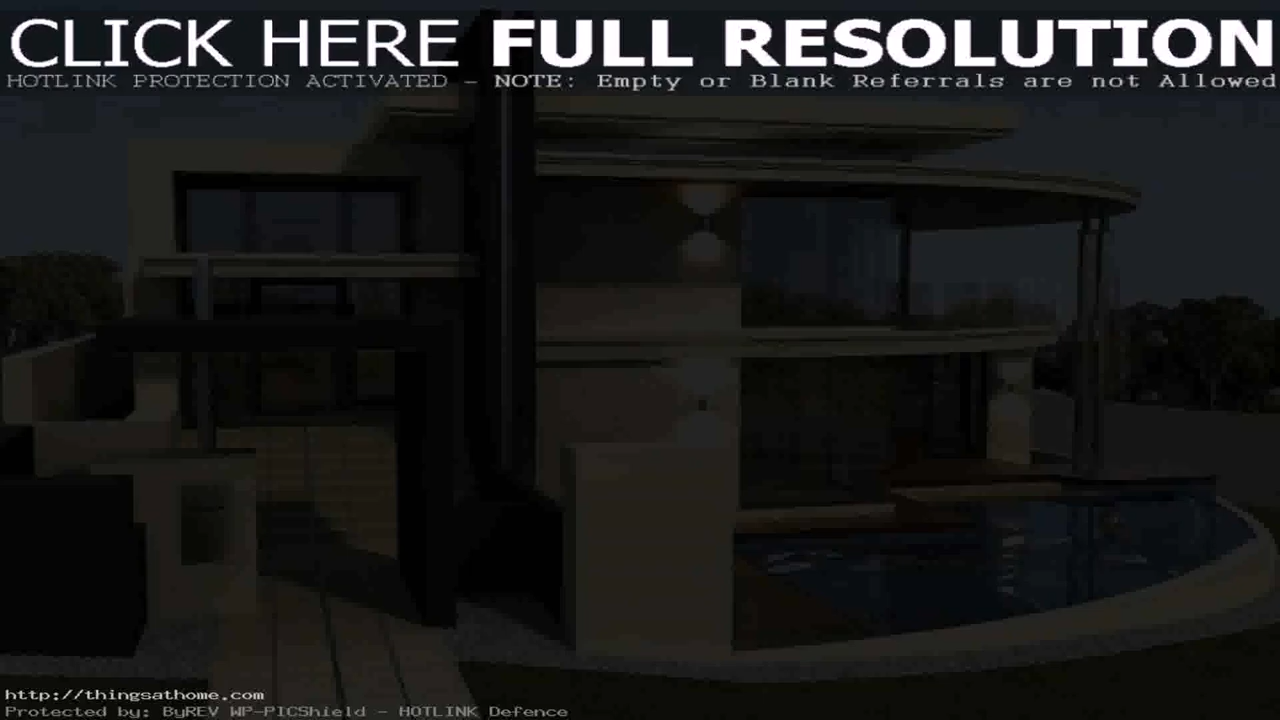 CLICK HERE FULL RESOLUTION
HOTLINK PROTECTION ACTIVATED - NOTE: Empty or Blank Referrals are not Allowed
http://thingsathome.com
Protected by: ByREV WP-PICShield - HOTLINK Defence